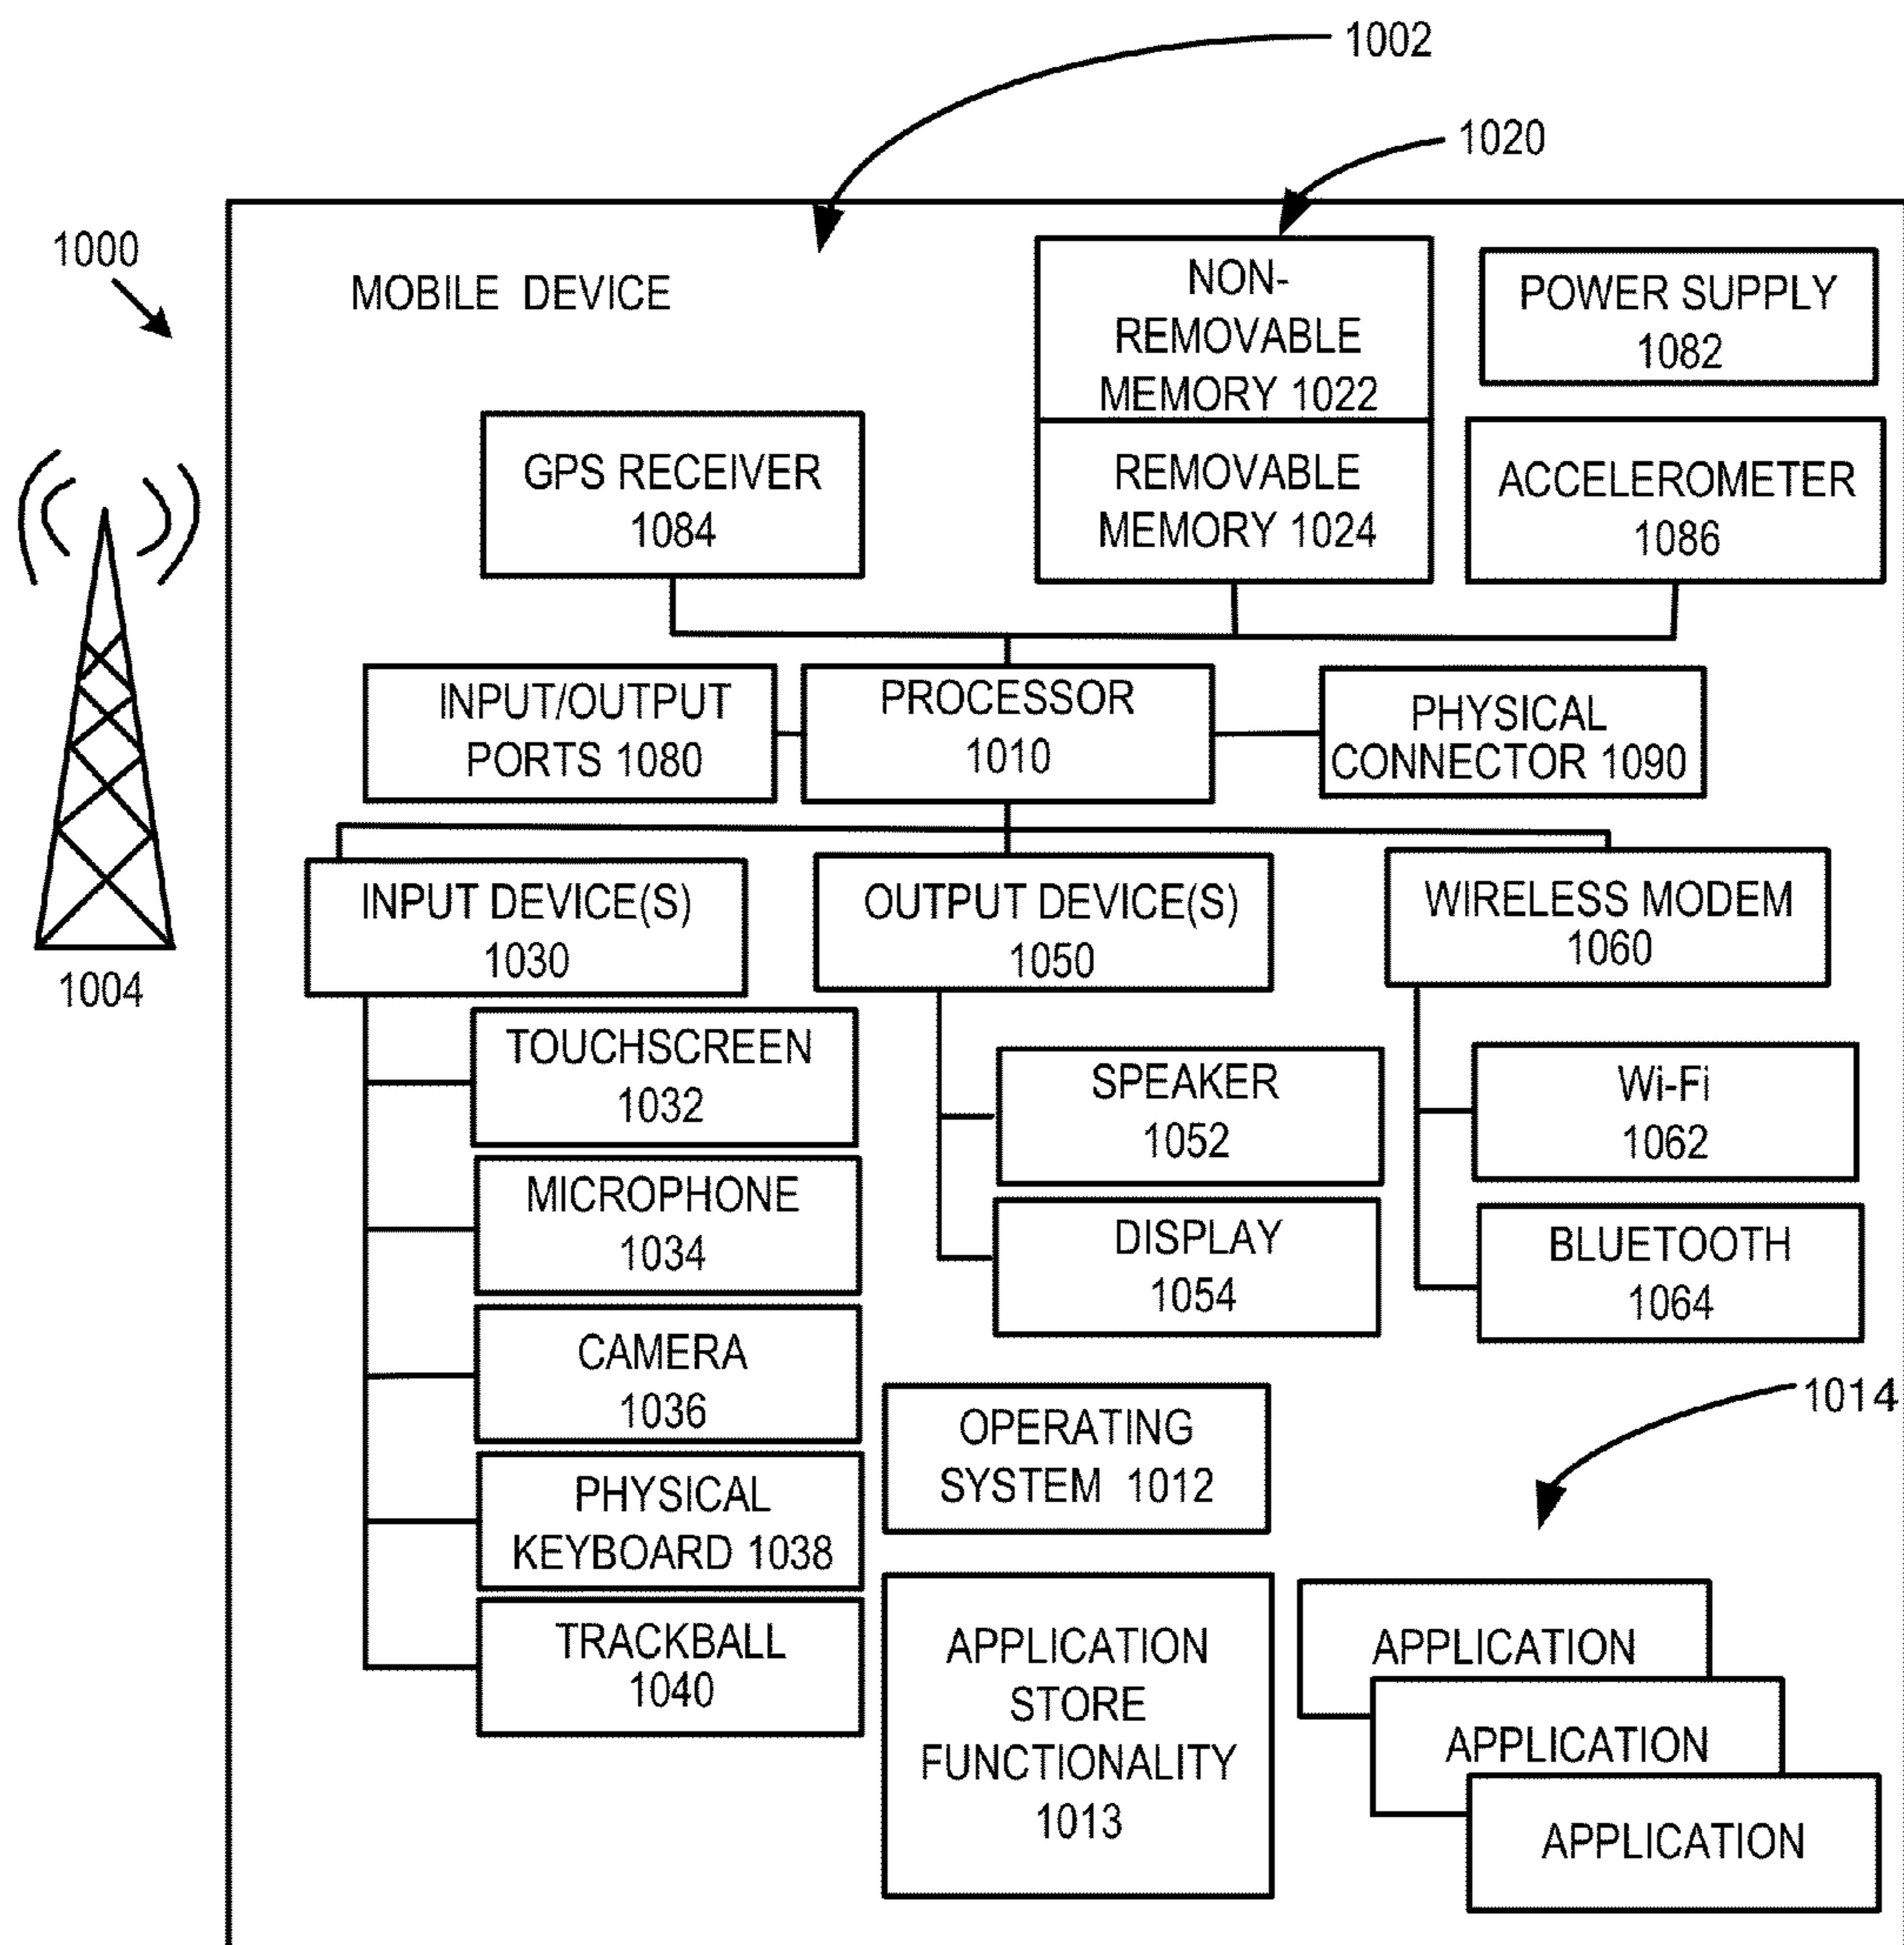 1002
1020
1000
MOBILE DEVICE
NON-
REMOVABLE
MEMORY 1022
POWER SUPPLY
1082
GPS RECEIVER
1084
REMOVABLE
MEMORY 1024
ACCELEROMETER
1086
INPUT/OUTPUT
PORTS 1080
PROCESSOR
1010
PHYSICAL
CONNECTOR 1090
1004
INPUT DEVICE(S)
1030
OUTPUT DEVICE(S)
1050
WIRELESS MODEM
1060
TOUCHSCREEN
1032
MICROPHONE
1034
CAMERA
1036
PHYSICAL
KEYBOARD 1038
TRACKBALL
1040
SPEAKER
1052
DISPLAY
1054
Wi-Fi
1062
BLUETOOTH
1064
OPERATING
SYSTEM 1012
APPLICATION
STORE
FUNCTIONALITY
1013
1014
APPLICATION
APPLICATION
APPLICATION